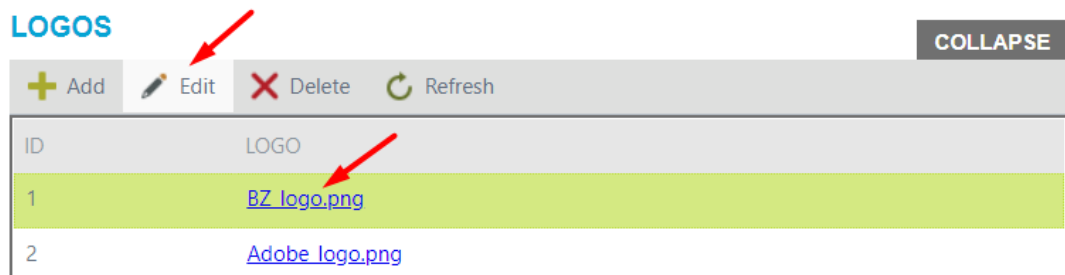 LOGOS
COLLAPSE
Add Edit Delete Refresh
ID LOGO
1 BZ_logo.png
2 Adobe_logo.png